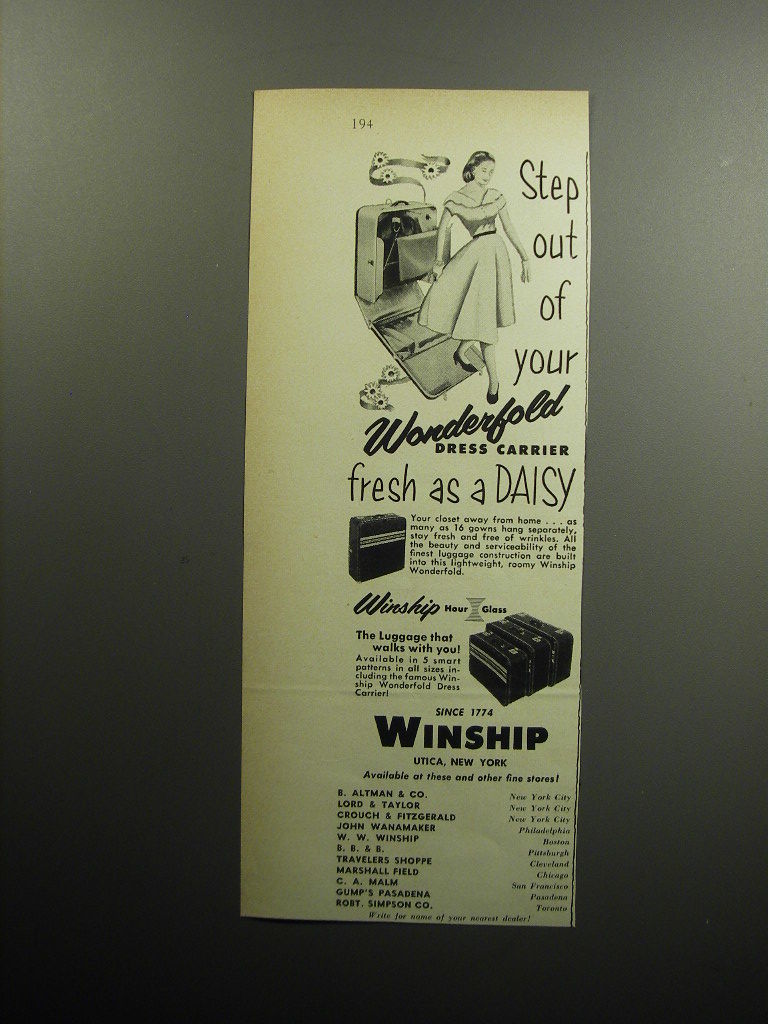 194
Step
out
of
your
Wonderfold
DRESS CARRIER
fresh as a DAISY
Your closet away from home . . . as
many as 16 gowns hang separately,
stay fresh and free of wrinkles. All
the beauty and serviceability of the
finest luggage construction are built
into this lightweight, roomy Winship
Wonderfold.
Winship Hour Glass
The Luggage that
walks with you!
Available in 5 smart
patterns in all sizes in-
cluding the famous Win-
ship Wonderfold Dress
Carrier!
SINCE 1774
WINSHIP
UTICA, NEW YORK
Available at these and other fine stores!
B. ALTMAN & CO. New York City
LORD & TAYLOR New York City
CROUCH & FITZGERALD New York City
JOHN WANAMAKER Philadelphia
W. W. WINSHIP Boston
B. B. & B. Pittsburgh
TRAVELERS SHOPPE Cleveland
MARSHALL FIELD Chicago
C. A. MALM San Francisco
GUMP'S PASADENA Pasadena
ROBT. SIMPSON CO. Toronto
Write for name of your nearest dealer!